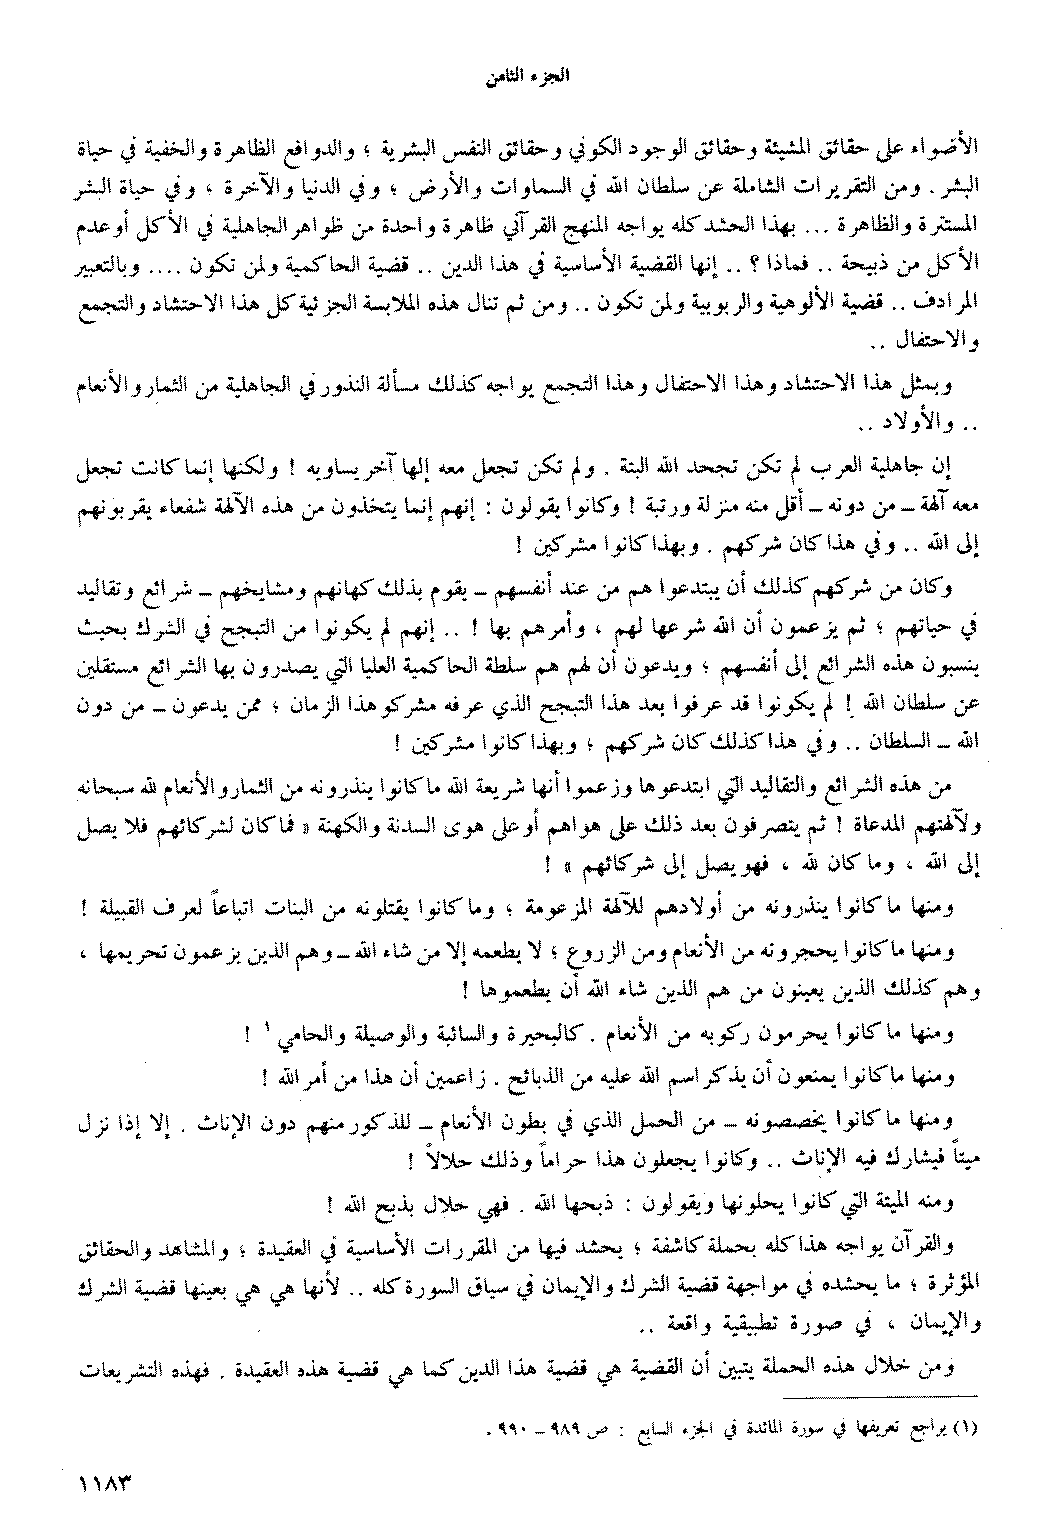 الجزء الثامن
الأضواء على حقائق المشيئة وحقائق الوجود الكوني وحقائق النفس البشرية ؛ والدوافع الظاهرة والخفية في حياة
البشر . ومن التقريرات الشاملة عن سلطان الله في السماوات والأرض ؛ وفي الدنيا والآخرة ، وفي حياة البشر
المستترة والظاهرة ... بهذا الحشد كله يواجه المنهج القرآني ظاهرة واحدة من ظواهر الجاهلية في الأكل أو عدم
الأكل من ذبيحة .. فماذا ؟ .. إنها القضية الأساسية في هذا الدين .. قضية الحاكمية ولمن تكون .... وبالتعبير
المرادف .. قضية الألوهية والربوبية ولمن تكون .. ومن ثم تنال هذه الملابسة الجزئية كل هذا الاحتشاد والتجمع
والاحتفال ..
وبمثل هذا الاحتشاد وهذا الاحتفال وهذا التجمع يواجه كذلك مسألة النذور في الجاهلية من الثمار والأنعام
.. والأولاد ..
إن جاهلية العرب لم تكن تجحد الله البتة . ولم تكن تجعل معه إلها آخر يساويه ! ولكنها إنما كانت تجعل
معه آلهة ــ من دونه ــ أقل منه منزلة ورتبة ! وكانوا يقولون : إنهم إنما يتخذون من هذه الآلهة شفعاء يقربونهم
إلى الله .. وفي هذا كان شركهم . وبهذا كانوا مشركين !
وكان من شركهم كذلك أن يبتدعوا هم من عند أنفسهم ــ يقوم بذلك كهانهم ومشايخهم ــ شرائع وتقاليد
في حياتهم ؛ ثم يزعمون أن الله شرعها لهم ، وأمرهم بها ! .. إنهم لم يكونوا من التبجح في الشرك بحيث
ينسبون هذه الشرائع إلى أنفسهم ؛ ويدعون أن لهم هم سلطة الحاكمية العليا التي يصدرون بها الشرائع مستقلين
عن سلطان الله ! لم يكونوا قد عرفوا بعد هذا التبجح الذي عرفه مشركو هذا الزمان ؛ ممن يدعون ــ من دون
الله ــ السلطان .. وفي هذا كذلك كان شركهم ؛ وبهذا كانوا مشركين !
من هذه الشرائع والتقاليد التي ابتدعوها وزعموا أنها شريعة الله ما كانوا ينذرونه من الثمار والأنعام لله سبحانه
ولآلهتهم المدعاة ! ثم يتصرفون بعد ذلك على هواهم أو على هوى السدنة والكهنة « فما كان لشركائهم فلا يصل
إلى الله ، وما كان لله ، فهو يصل إلى شركائهم » !
ومنها ما كانوا ينذرونه من أولادهم للآلهة المزعومة ؛ وما كانوا يقتلونه من البنات اتباعاً لعرف القبيلة !
ومنها ما كانوا يحجرونه من الأنعام ومن الزروع ؛ لا يطعمه إلا من شاء الله ــ وهم الذين يزعمون تحريمها ،
وهم كذلك الذين يعينون من هم الذين شاء الله أن يطعموها !
ومنها ما كانوا يحرمون ركوبه من الأنعام . كالبحيرة والسائبة والوصيلة والحامي ١ !
ومنها ما كانوا يمنعون أن يذكر اسم الله عليه من الذبائح . زاعمين أن هذا من أمر الله !
ومنها ما كانوا يخصصونه ــ من الحمل الذي في بطون الأنعام ــ للذكور منهم دون الإناث . إلا إذا نزل
ميتاً فيشارك فيه الإناث .. وكانوا يجعلون هذا حراماً وذلك حلالاً !
ومنه الميتة التي كانوا يحلونها ويقولون : ذبحها الله . فهي حلال بذبح الله !
والقرآن يواجه هذا كله بحملة كاشفة ؛ يحشد فيها من المقررات الأساسية في العقيدة ؛ والمشاهد والحقائق
المؤثرة ؛ ما يحشده في مواجهة قضية الشرك والإيمان في سياق السورة كله .. لأنها هي هي بعينها قضية الشرك
والإيمان ، في صورة تطبيقية واقعة ..
ومن خلال هذه الحملة يتبين أن القضية هي قضية هذا الدين كما هي قضية هذه العقيدة . فهذه التشريعات
(١) يراجع تعريفها في سورة المائدة في الجزء السابع : ص ٩٨٩ ــ ٩٩٠ .
١١٨٣